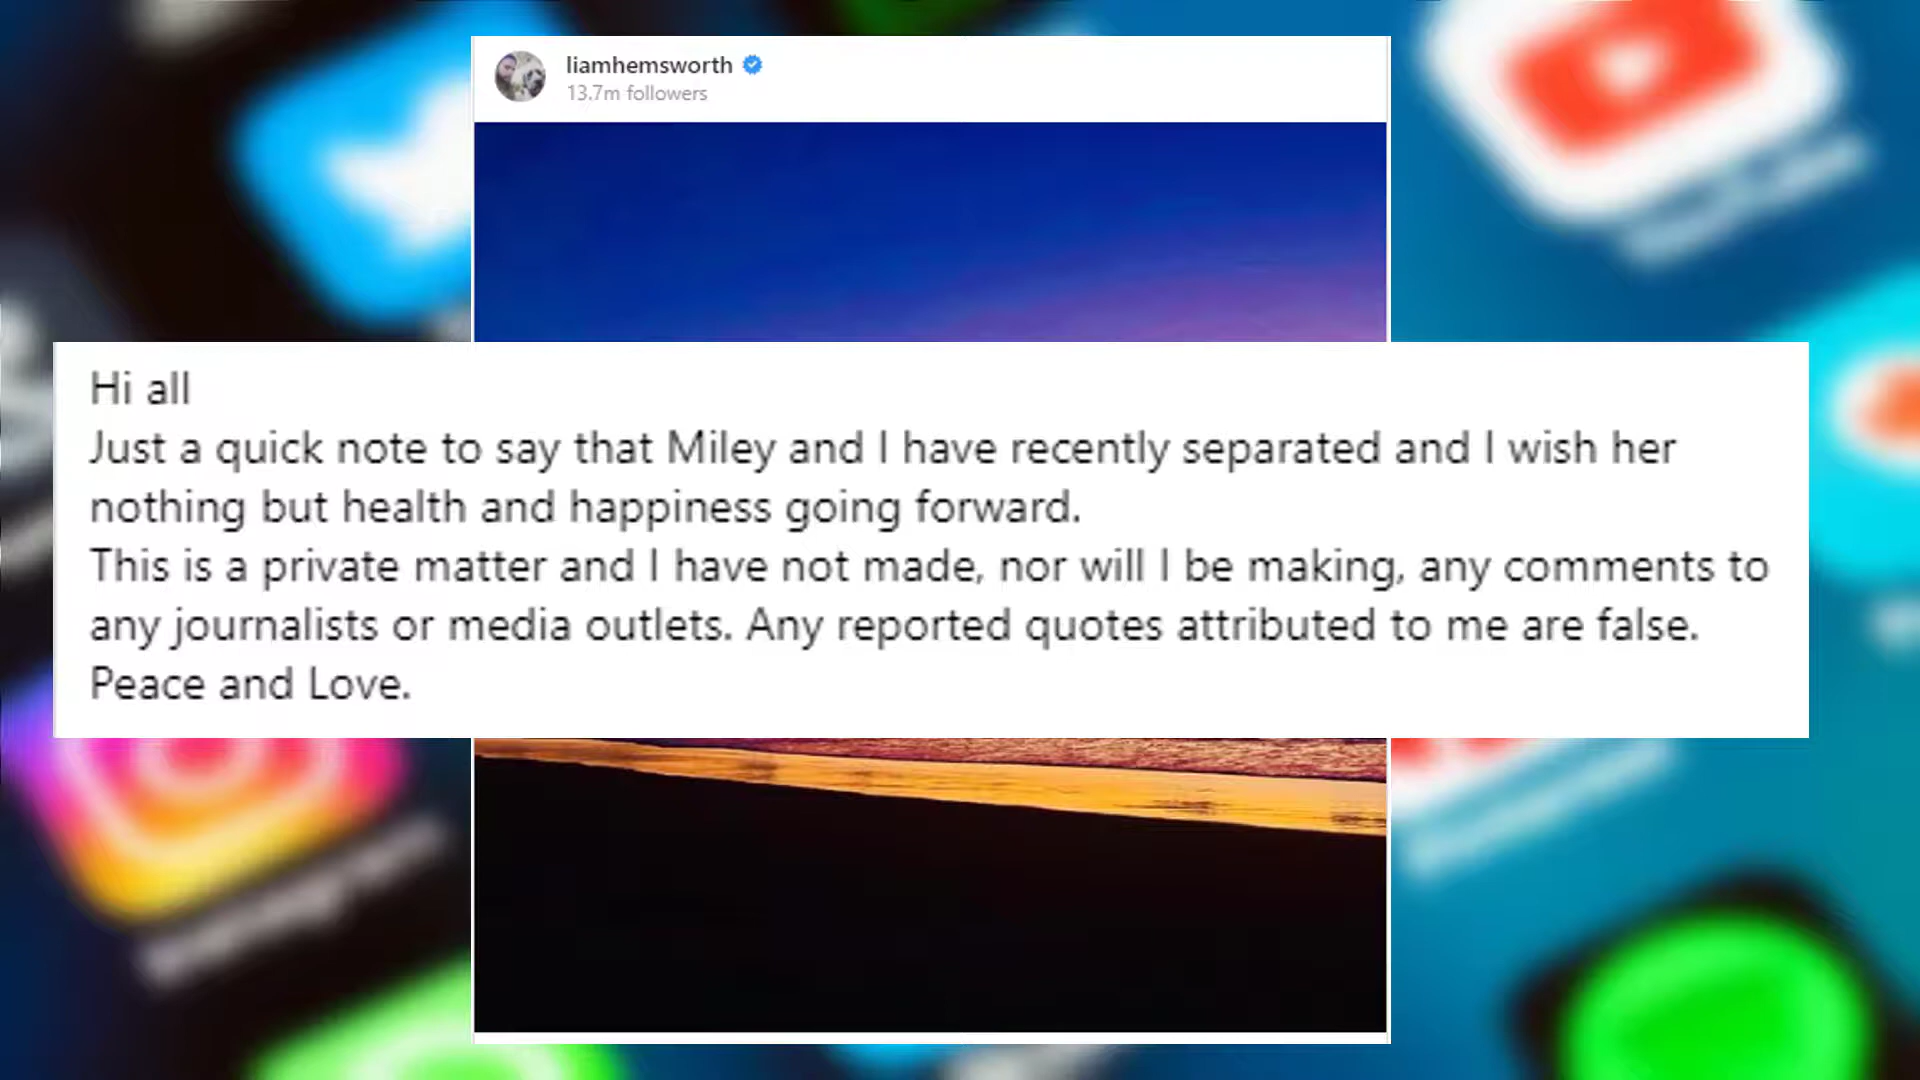 liamhemsworth
13.7m followers
Hi all
Just a quick note to say that Miley and I have recently separated and I wish her
nothing but health and happiness going forward.
This is a private matter and I have not made, nor will I be making, any comments to
any journalists or media outlets. Any reported quotes attributed to me are false.
Peace and Love.